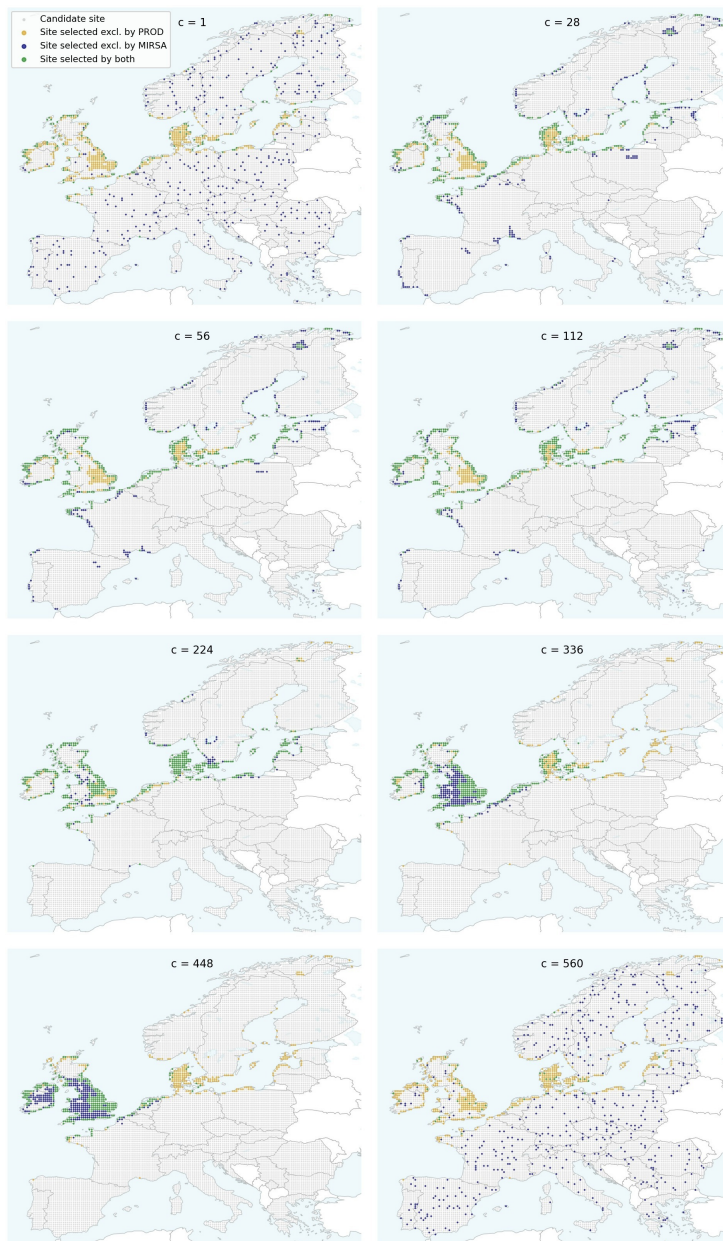 c = 1
Candidate site
Site selected excl. by PROD
Site selected excl. by MIRSA
Site selected by both
c = 28
c = 56
c = 112
c = 224
c = 336
c = 448
c = 560